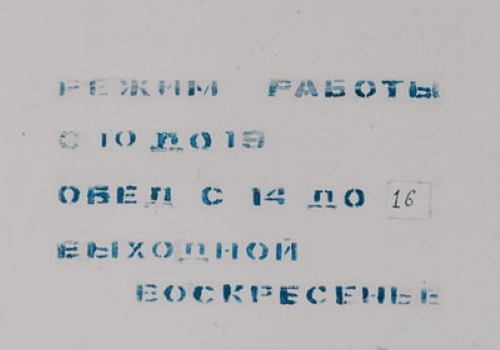 РЕЖИМ РАБОТЫ
С 10 ДО 19
ОБЕД С 14 ДО 16
ВЫХОДНОЙ
ВОСКРЕСЕНЬЕ